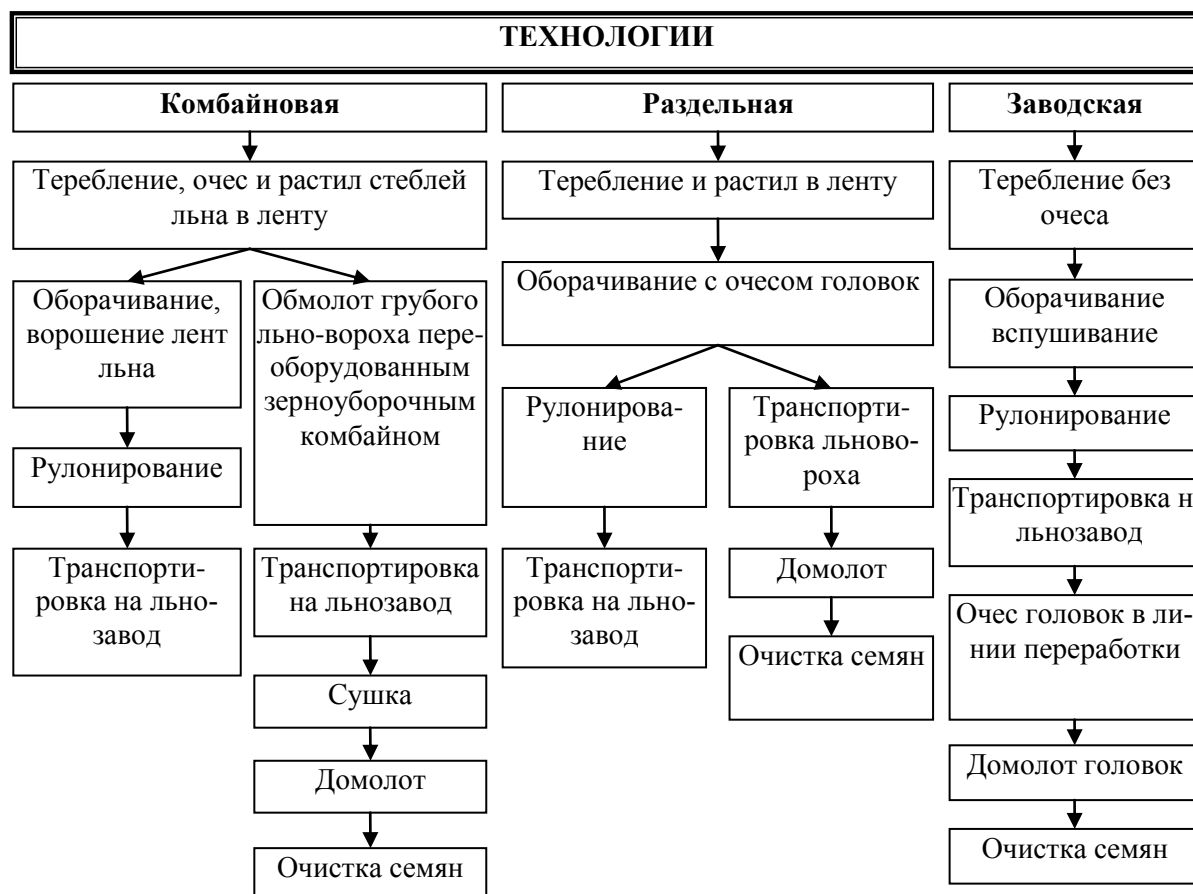 ТЕХНОЛОГИИ
Комбайновая
Теребление, очес и растил стеблей
льна в ленту
Оборачивание,
ворошение лент
льна
Рулонирование
Транспорти-
ровка на льно-
завод
Обмолот грубого
льно-вороха пере-
оборудованным
зерноуборочным
комбайном
Транспортировка
на льнозавод
Сушка
Домолот
Очистка семян
Раздельная
Теребление и растил в ленту
Оборачивание с очесом головок
Рулонирова-
ние
Транспорти-
ровка на льно-
завод
Транспорти-
ровка льново-
роха
Домолот
Очистка семян
Заводская
Теребление без
очеса
Оборачивание
вспушивание
Рулонирование
Транспортировка н
льнозавод
Очес головок в ли-
нии переработки
Домолот головок
Очистка семян